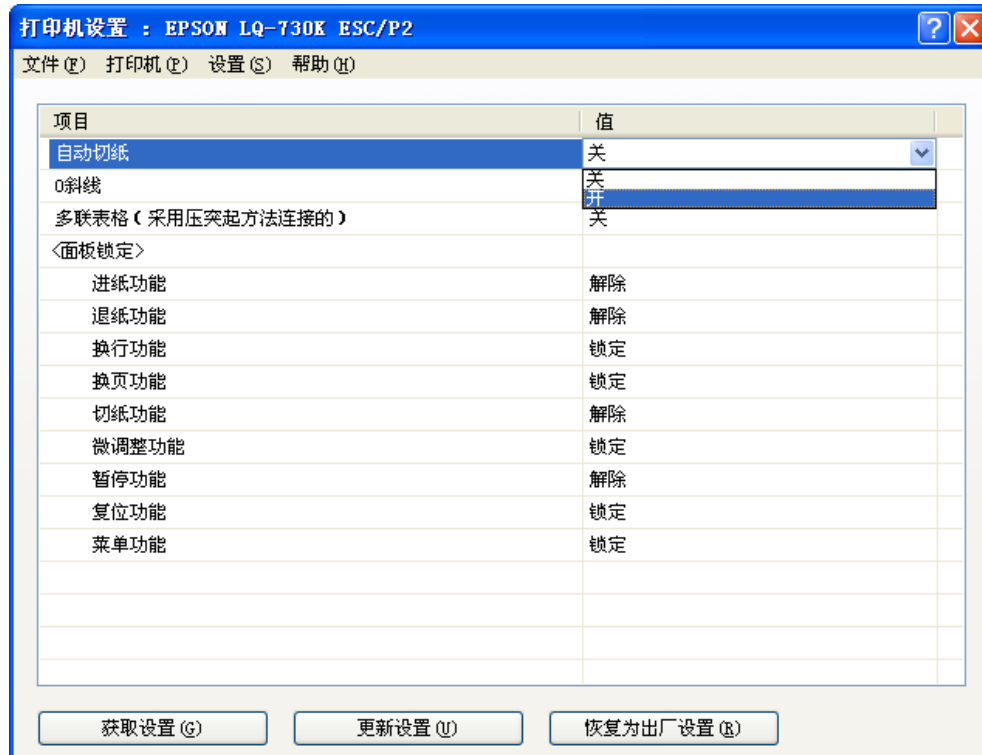 打印机设置 : EPSON LQ-730K ESC/P2
文件(F) 打印机(P) 设置(S) 帮助(H)
项目 值
自动切纸 关
关
0斜线
开
多联表格(采用压突起方法连接的) 关
<面板锁定>
进纸功能 解除
退纸功能 解除
换行功能 锁定
换页功能 锁定
切纸功能 解除
微调整功能 锁定
暂停功能 解除
复位功能 锁定
菜单功能 锁定
获取设置(G) 更新设置(U) 恢复为出厂设置(R)